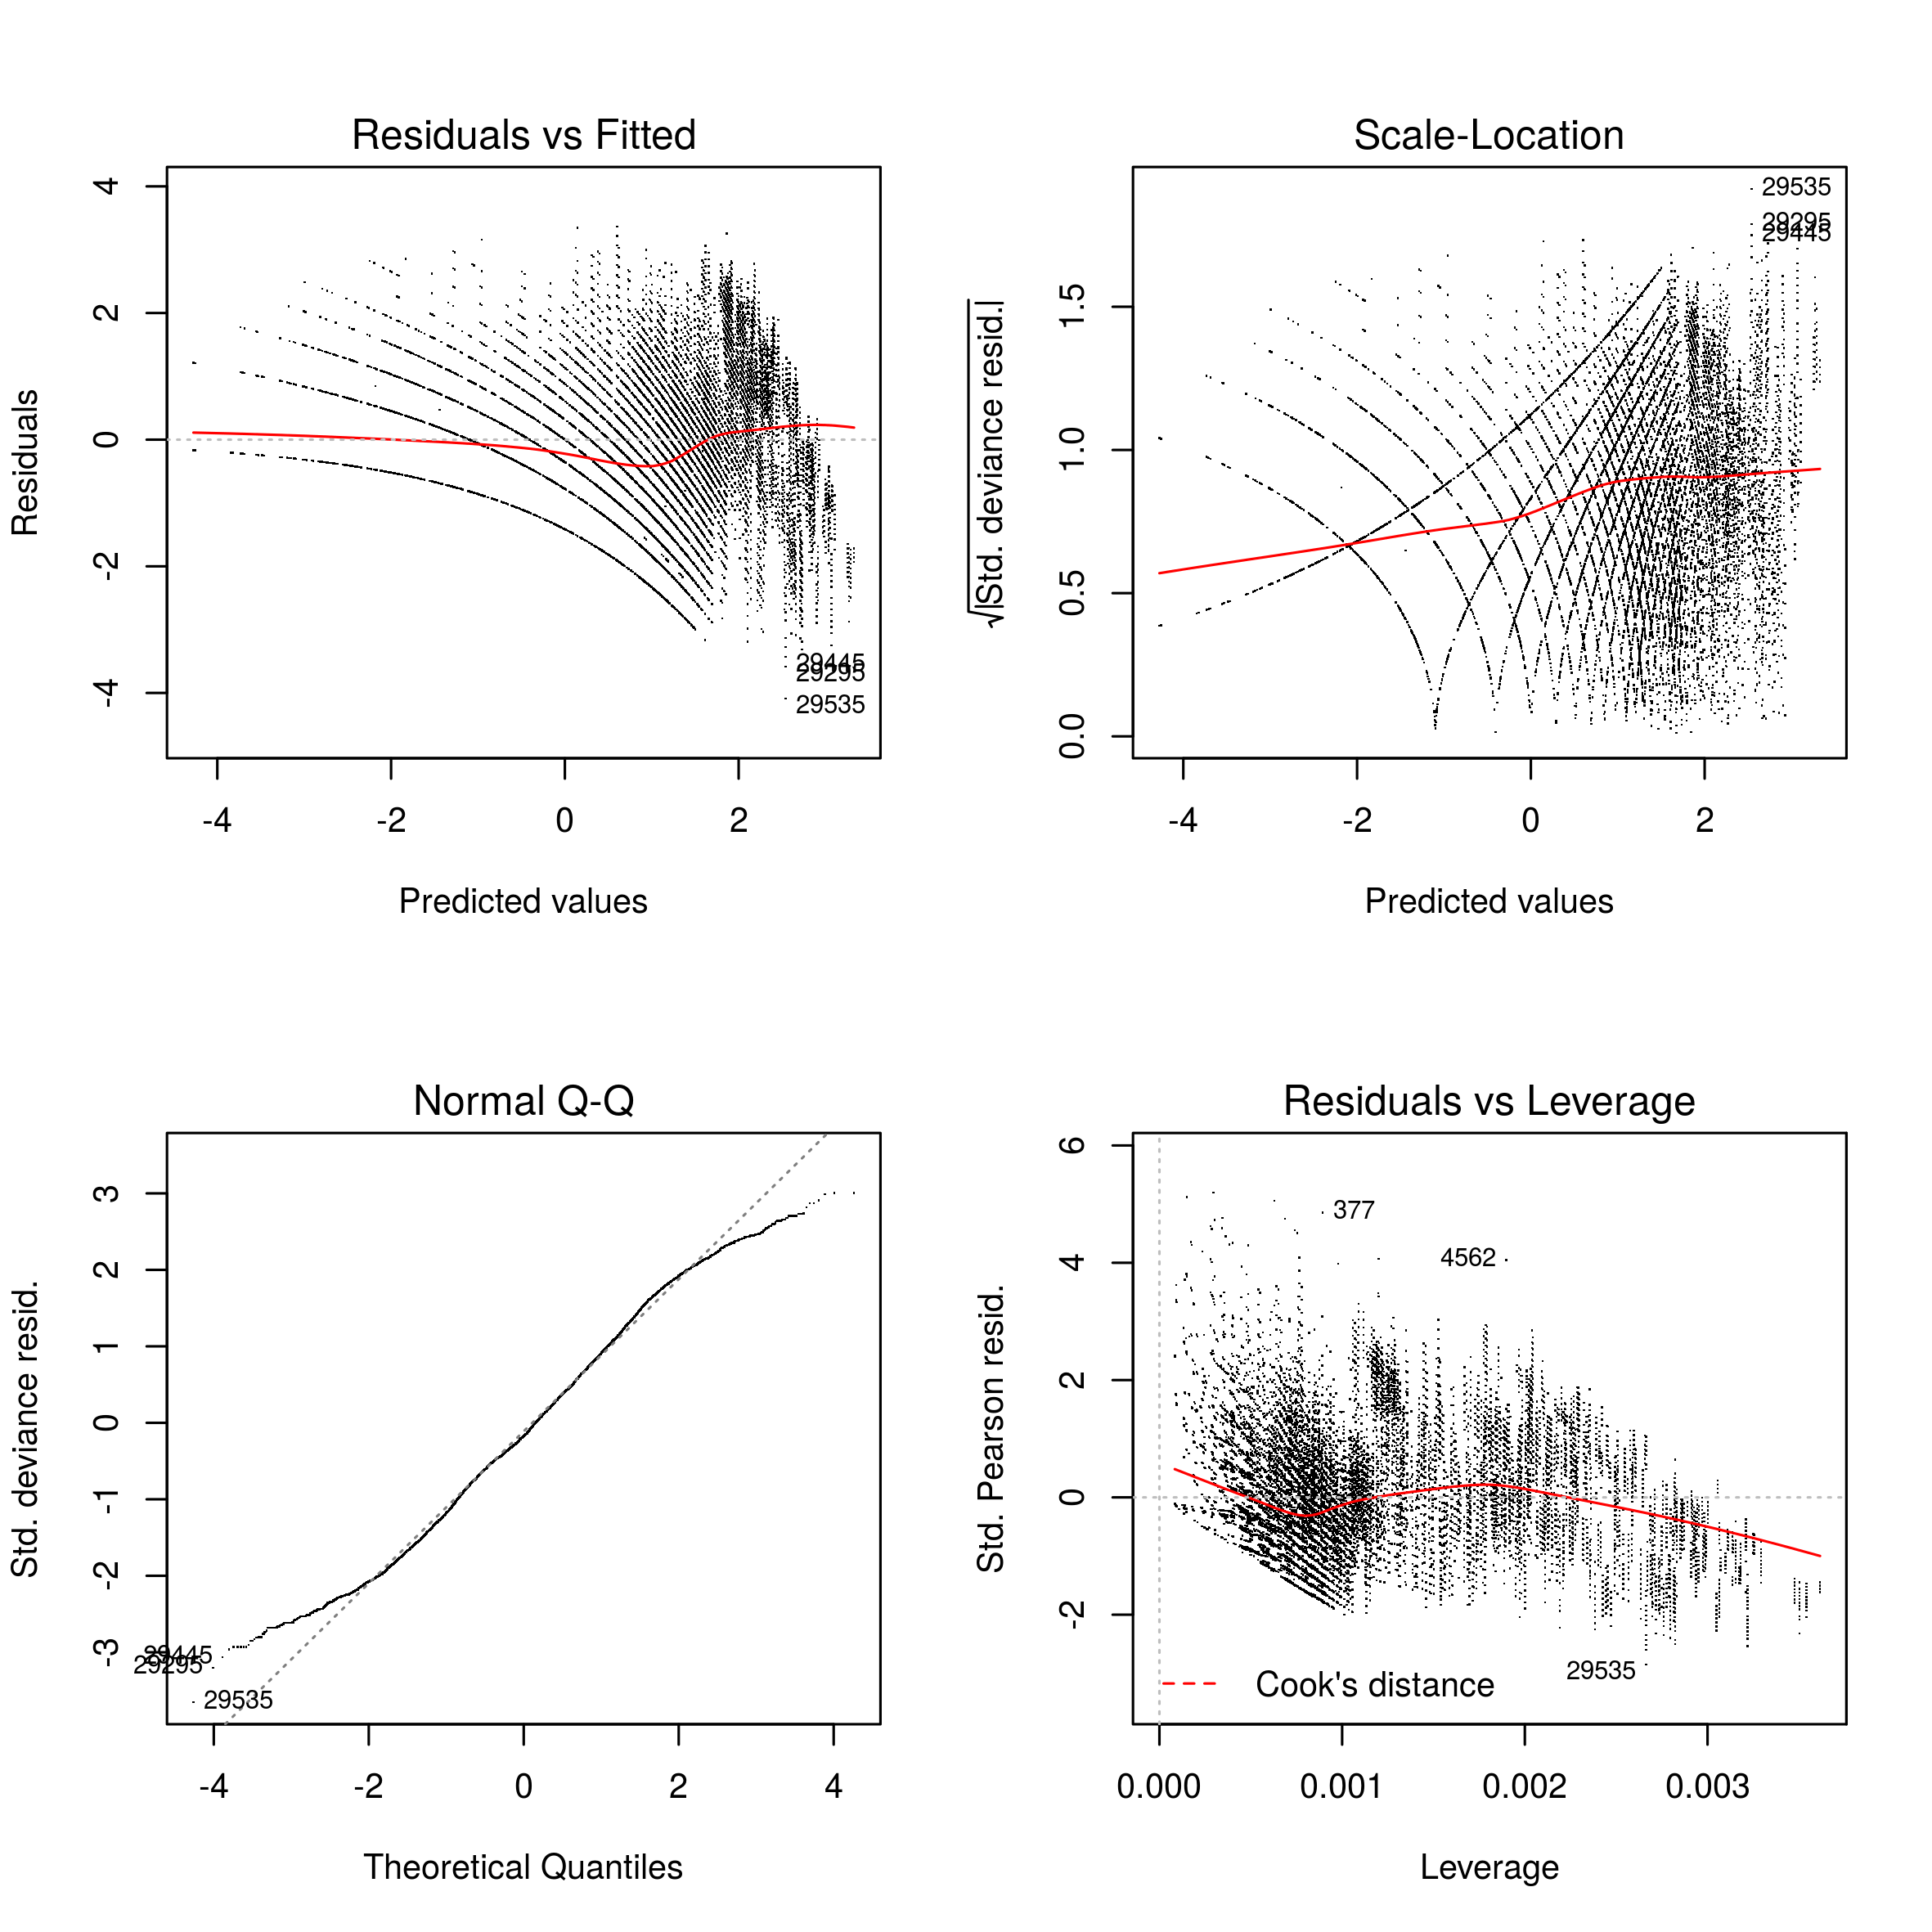 Residuals vs Fitted
4
2
0
-2
-4
Residuals
29445
29295
29535
-4 -2 0 2
Predicted values
Scale-Location
1.5
1.0
0.5
0.0
√|Std. deviance resid.|
29535
29295
29445
-4 -2 0 2
Predicted values
Normal Q-Q
3
2
1
0
-1
-2
-3
Std. deviance resid.
29445
29295
29535
-4 -2 0 2 4
Theoretical Quantiles
Residuals vs Leverage
6
4
2
0
-2
Std. Pearson resid.
377
4562
29535
Cook's distance
0.000 0.001 0.002 0.003
Leverage